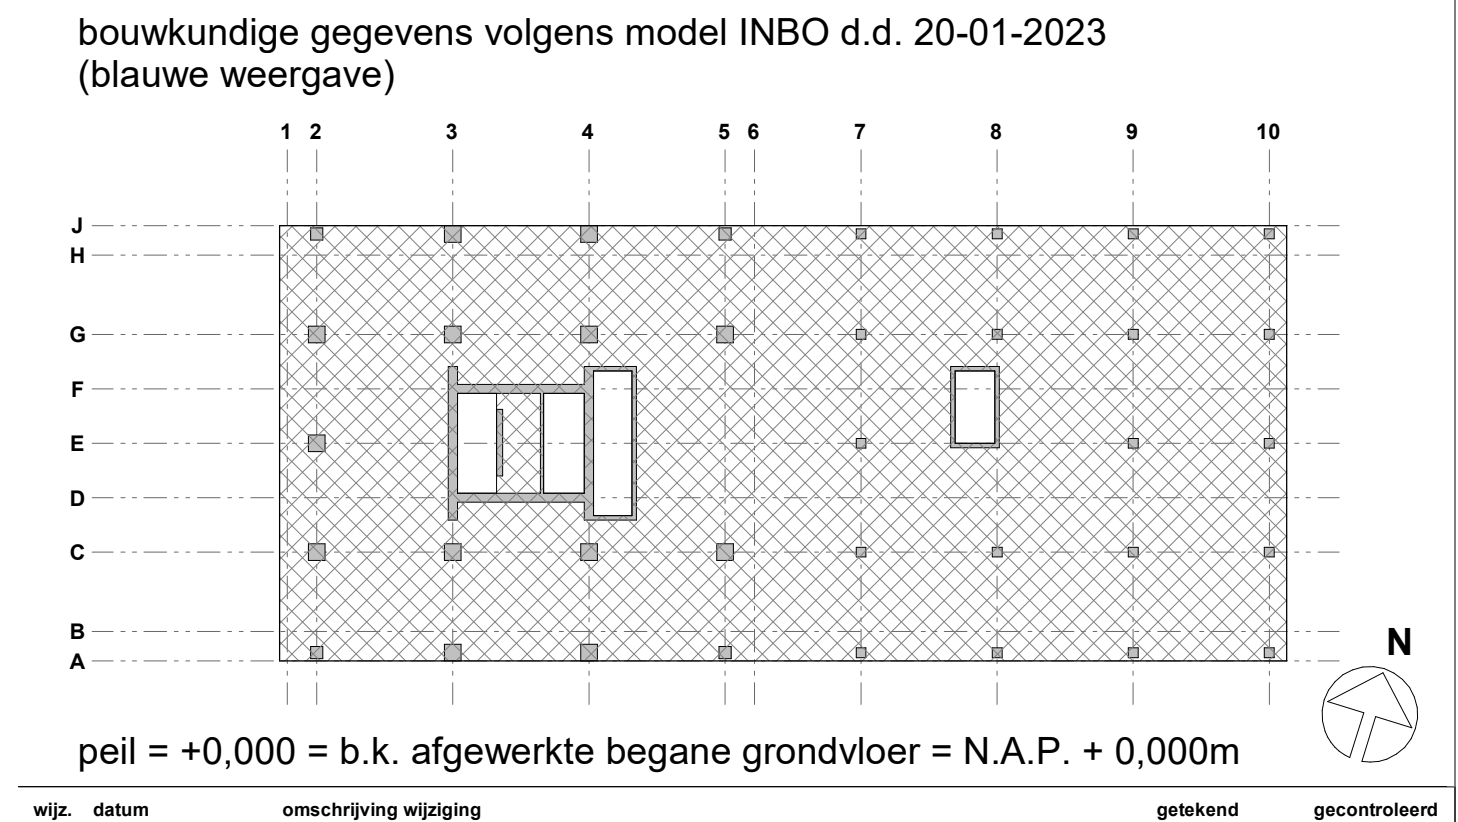 bouwkundige gegevens volgens model INBO d.d. 20-01-2023
(blauwe weergave)
1 2 3 4 5 6 7 8 9 10
J
H
G
F
E
D
C
B
A
N
peil = +0,000 = b.k. afgewerkte begane grondvloer = N.A.P. + 0,000m
wijz. datum omschrijving wijziging getekend gecontroleerd